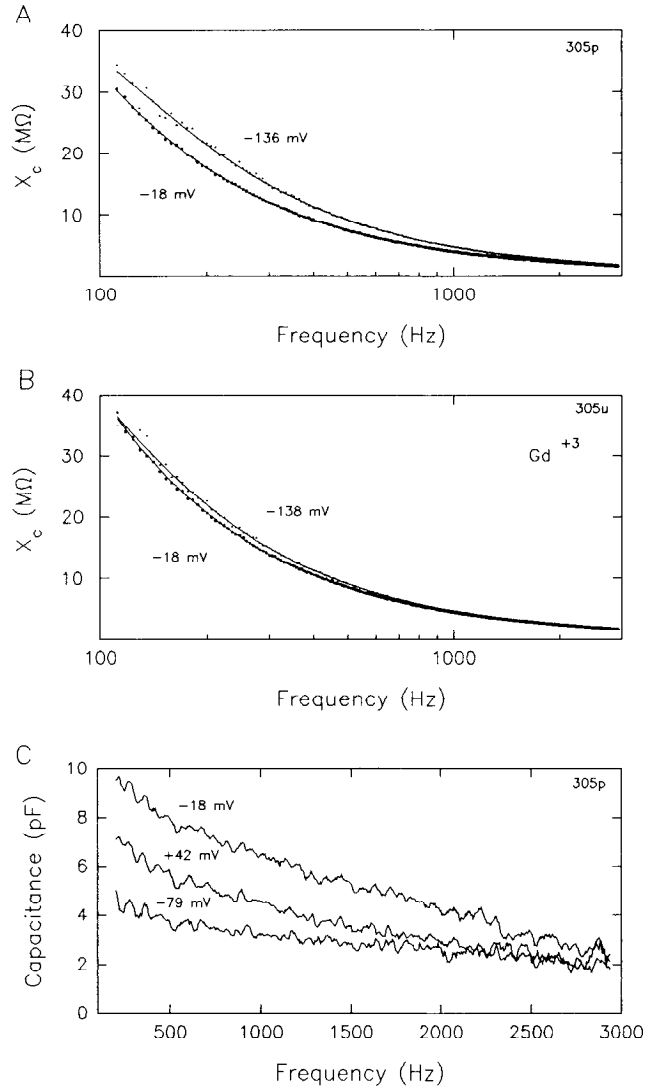 A
305p
40
30
20
10
X_c (MΩ)
−136 mV
−18 mV
100
1000
Frequency (Hz)
B
305u
Gd +3
40
30
20
10
X_c (MΩ)
−138 mV
−18 mV
100
1000
Frequency (Hz)
C
305p
10
8
6
4
2
0
Capacitance (pF)
−18 mV
+42 mV
−79 mV
500
1000
1500
2000
2500
3000
Frequency (Hz)